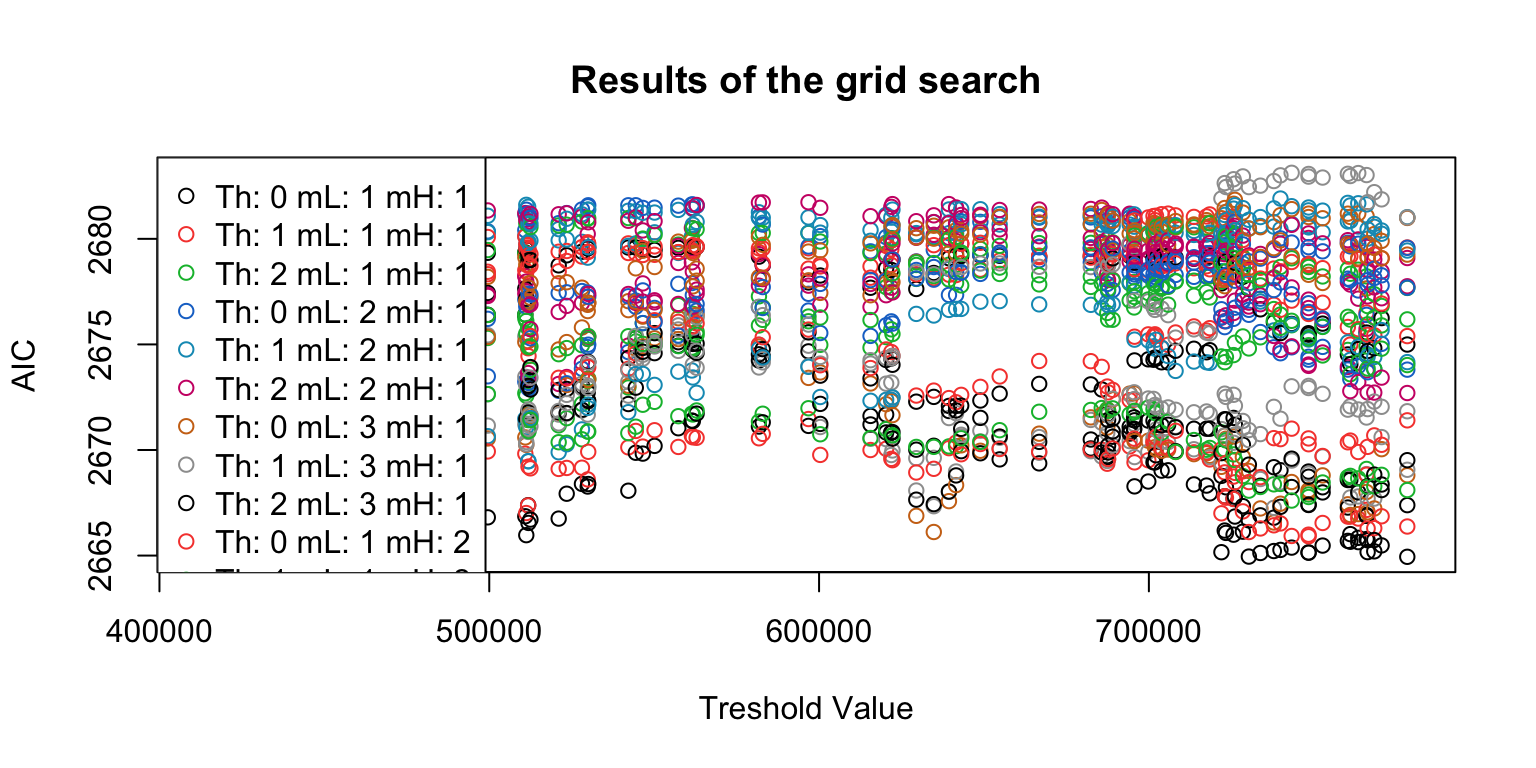 Results of the grid search
AIC
2680
2675
2670
2665
Th: 0 mL: 1 mH: 1
Th: 1 mL: 1 mH: 1
Th: 2 mL: 1 mH: 1
Th: 0 mL: 2 mH: 1
Th: 1 mL: 2 mH: 1
Th: 2 mL: 2 mH: 1
Th: 0 mL: 3 mH: 1
Th: 1 mL: 3 mH: 1
Th: 2 mL: 3 mH: 1
Th: 0 mL: 1 mH: 2
400000 500000 600000 700000
Treshold Value